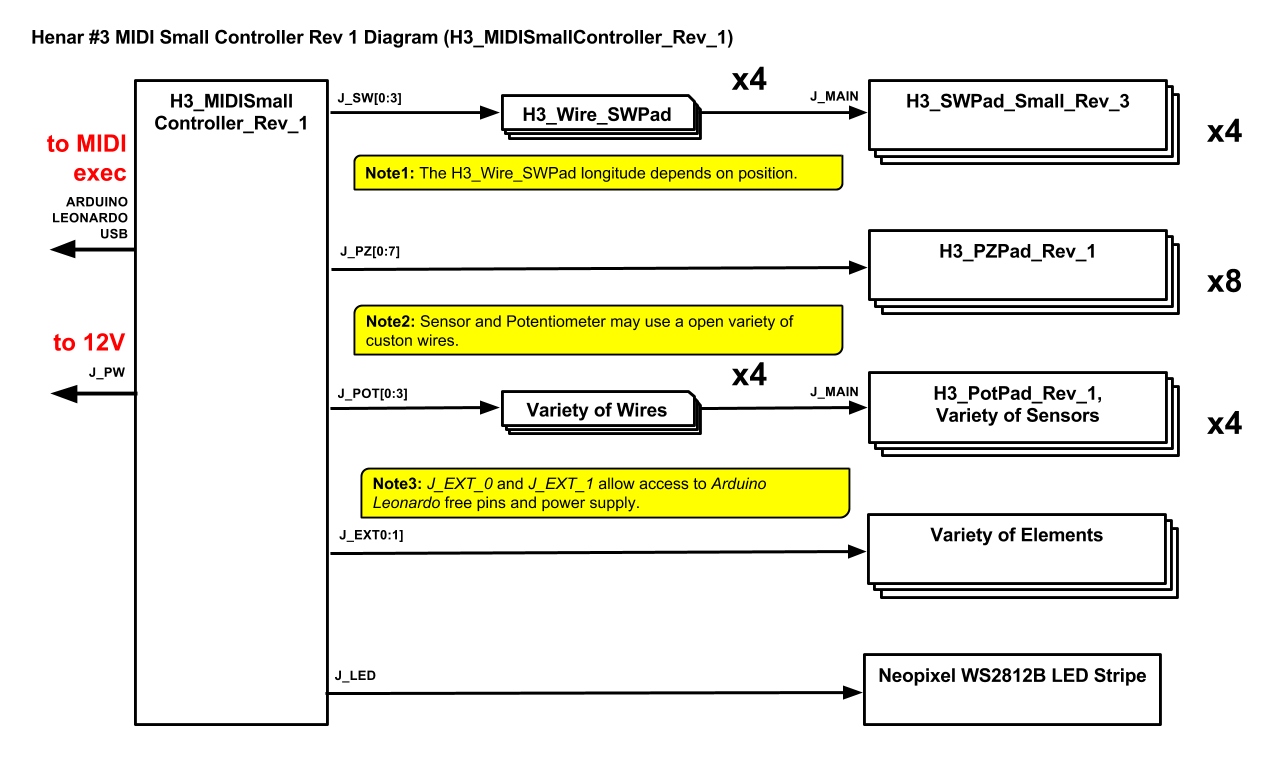 Henar #3 MIDI Small Controller Rev 1 Diagram (H3_MIDISmallController_Rev_1)
H3_MIDISmall
Controller_Rev_1
to MIDI
exec
ARDUINO
LEONARDO
USB
to 12V
J_PW
J_SW[0:3]
H3_Wire_SWPad
x4
J_MAIN
H3_SWPad_Small_Rev_3
x4
Note1: The H3_Wire_SWPad longitude depends on position.
J_PZ[0:7]
H3_PZPad_Rev_1
x8
Note2: Sensor and Potentiometer may use a open variety of
custon wires.
J_POT[0:3]
Variety of Wires
x4
J_MAIN
H3_PotPad_Rev_1,
Variety of Sensors
x4
Note3: J_EXT_0 and J_EXT_1 allow access to Arduino
Leonardo free pins and power supply.
J_EXT0:1]
Variety of Elements
J_LED
Neopixel WS2812B LED Stripe